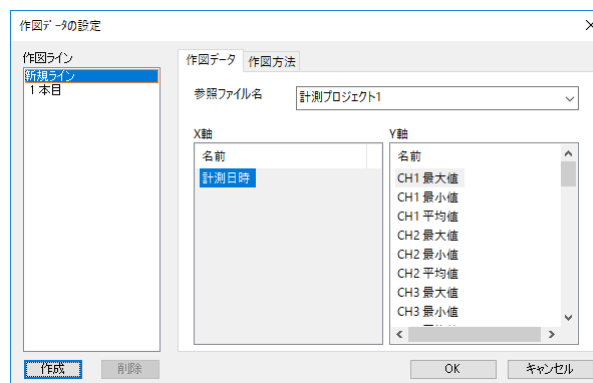 作図ﾃﾞｰﾀの設定
作図ライン
新規ライン
1本目
作図データ 作図方法
参照ファイル名 計測プロジェクト1
X軸
名前
計測日時
Y軸
名前
CH1 最大値
CH1 最小値
CH1 平均値
CH2 最大値
CH2 最小値
CH2 平均値
CH3 最大値
CH3 最小値
作成 削除
OK キャンセル